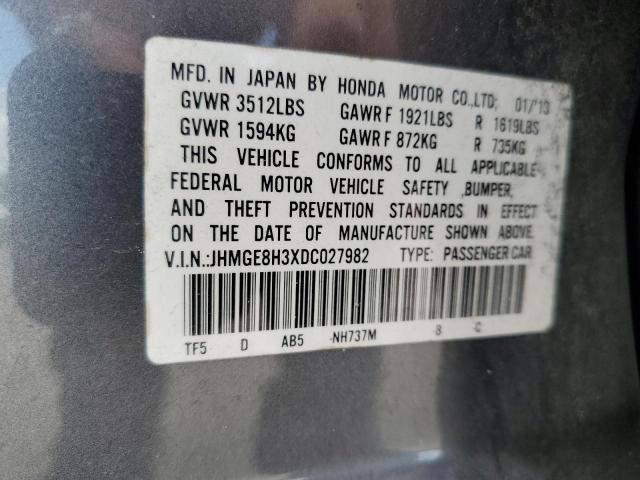 MFD. IN JAPAN BY HONDA MOTOR CO.,LTD; 01/'13
GVWR 3512LBS GAWR F 1921LBS R 1619LBS
GVWR 1594KG GAWR F 872KG R 735KG
THIS VEHICLE CONFORMS TO ALL APPLICABLE
FEDERAL MOTOR VEHICLE SAFETY ,BUMPER,
AND THEFT PREVENTION STANDARDS IN EFFECT
ON THE DATE OF MANUFACTURE SHOWN ABOVE.
V.I.N.:JHMGE8H3XDC027982 TYPE: PASSENGER CAR
TF5 D AB5 -NH737M -B -C